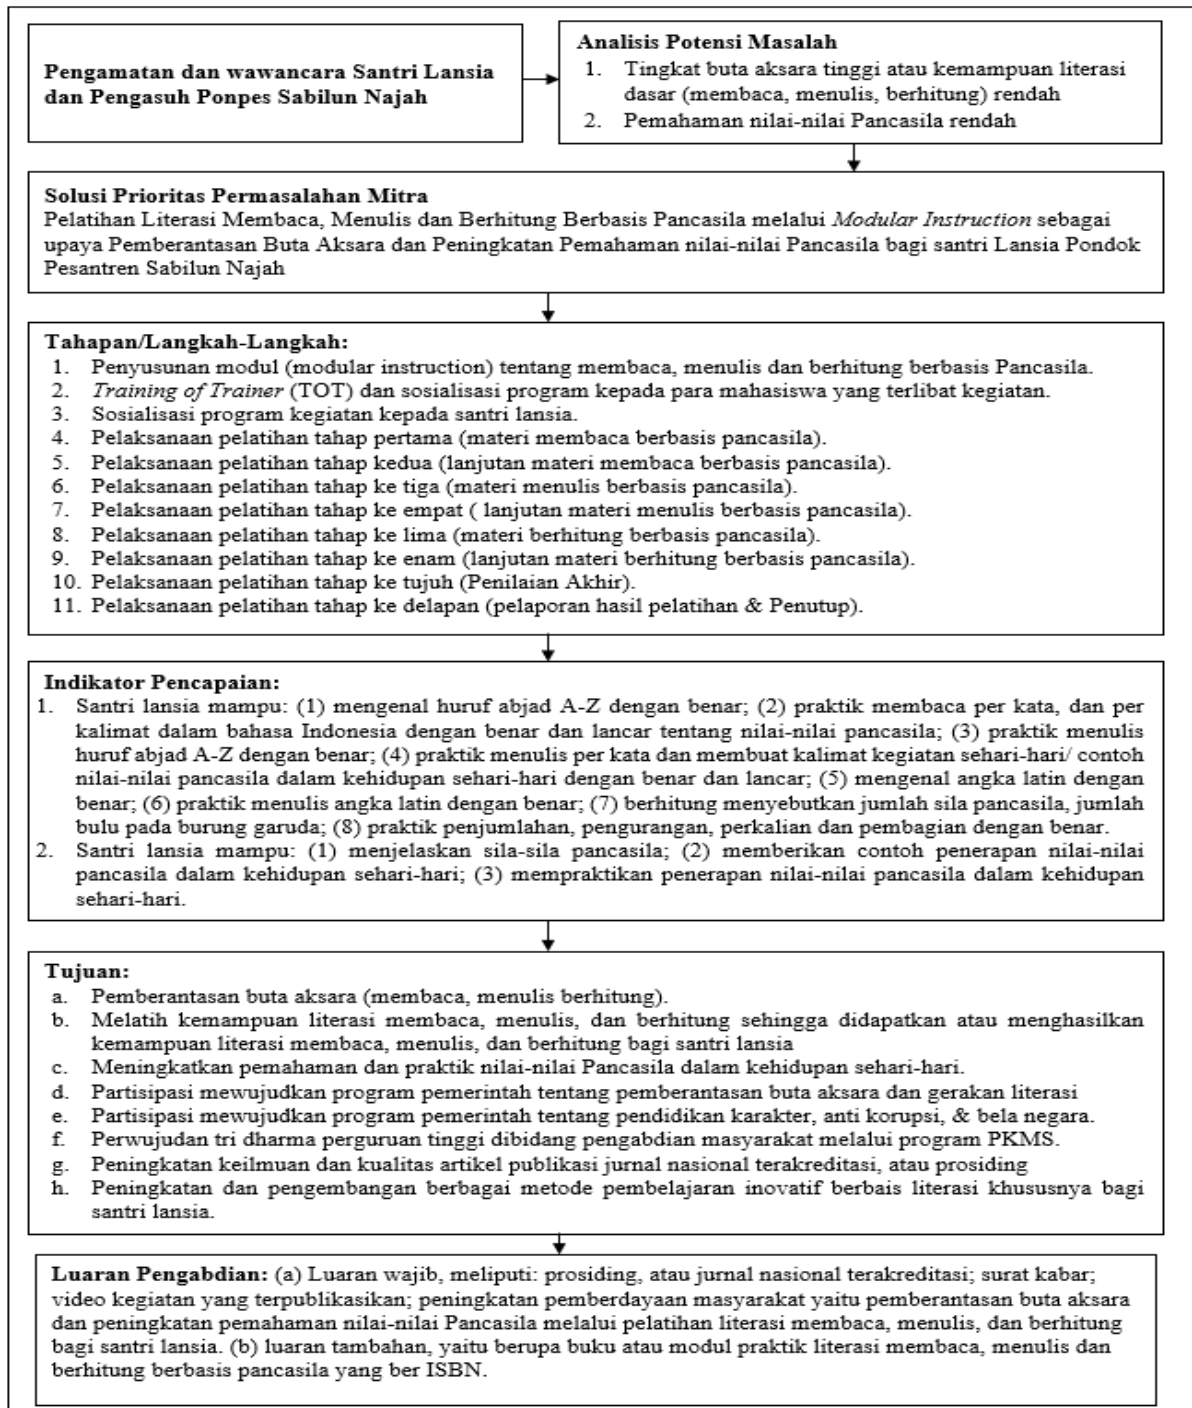 Pengamatan dan wawancara Santri Lansia
dan Pengasuh Ponpes Sabilun Najah
Analisis Potensi Masalah
1. Tingkat buta aksara tinggi atau kemampuan literasi
dasar (membaca, menulis, berhitung) rendah
2. Pemahaman nilai-nilai Pancasila rendah
Solusi Prioritas Permasalahan Mitra
Pelatihan Literasi Membaca, Menulis dan Berhitung Berbasis Pancasila melalui Modular Instruction sebagai
upaya Pemberantasan Buta Aksara dan Peningkatan Pemahaman nilai-nilai Pancasila bagi santri Lansia Pondok
Pesantren Sabilun Najah
Tahapan/Langkah-Langkah:
1. Penyusunan modul (modular instruction) tentang membaca, menulis dan berhitung berbasis Pancasila.
2. Training of Trainer (TOT) dan sosialisasi program kepada para mahasiswa yang terlibat kegiatan.
3. Sosialisasi program kegiatan kepada santri lansia.
4. Pelaksanaan pelatihan tahap pertama (materi membaca berbasis pancasila).
5. Pelaksanaan pelatihan tahap kedua (lanjutan materi membaca berbasis pancasila).
6. Pelaksanaan pelatihan tahap ke tiga (materi menulis berbasis pancasila).
7. Pelaksanaan pelatihan tahap ke empat ( lanjutan materi menulis berbasis pancasila).
8. Pelaksanaan pelatihan tahap ke lima (materi berhitung berbasis pancasila).
9. Pelaksanaan pelatihan tahap ke enam (lanjutan materi berhitung berbasis pancasila).
10. Pelaksanaan pelatihan tahap ke tujuh (Penilaian Akhir).
11. Pelaksanaan pelatihan tahap ke delapan (pelaporan hasil pelatihan & Penutup).
Indikator Pencapaian:
1. Santri lansia mampu: (1) mengenal huruf abjad A-Z dengan benar; (2) praktik membaca per kata, dan per
kalimat dalam bahasa Indonesia dengan benar dan lancar tentang nilai-nilai pancasila; (3) praktik menulis
huruf abjad A-Z dengan benar; (4) praktik menulis per kata dan membuat kalimat kegiatan sehari-hari/ contoh
nilai-nilai pancasila dalam kehidupan sehari-hari dengan benar dan lancar; (5) mengenal angka latin dengan
benar; (6) praktik menulis angka latin dengan benar; (7) berhitung menyebutkan jumlah sila pancasila, jumlah
bulu pada burung garuda; (8) praktik penjumlahan, pengurangan, perkalian dan pembagian dengan benar.
2. Santri lansia mampu: (1) menjelaskan sila-sila pancasila; (2) memberikan contoh penerapan nilai-nilai
pancasila dalam kehidupan sehari-hari; (3) mempraktikan penerapan nilai-nilai pancasila dalam kehidupan
sehari-hari.
Tujuan:
a. Pemberantasan buta aksara (membaca, menulis berhitung).
b. Melatih kemampuan literasi membaca, menulis, dan berhitung sehingga didapatkan atau menghasilkan
kemampuan literasi membaca, menulis, dan berhitung bagi santri lansia
c. Meningkatkan pemahaman dan praktik nilai-nilai Pancasila dalam kehidupan sehari-hari.
d. Partisipasi mewujudkan program pemerintah tentang pemberantasan buta aksara dan gerakan literasi
e. Partisipasi mewujudkan program pemerintah tentang pendidikan karakter, anti korupsi, & bela negara.
f. Perwujudan tri dharma perguruan tinggi dibidang pengabdian masyarakat melalui program PKMS.
g. Peningkatan keilmuan dan kualitas artikel publikasi jurnal nasional terakreditasi, atau prosiding
h. Peningkatan dan pengembangan berbagai metode pembelajaran inovatif berbais literasi khususnya bagi
santri lansia.
Luaran Pengabdian: (a) Luaran wajib, meliputi: prosiding, atau jurnal nasional terakreditasi; surat kabar;
video kegiatan yang terpublikasikan; peningkatan pemberdayaan masyarakat yaitu pemberantasan buta aksara
dan peningkatan pemahaman nilai-nilai Pancasila melalui pelatihan literasi membaca, menulis, dan berhitung
bagi santri lansia. (b) luaran tambahan, yaitu berupa buku atau modul praktik literasi membaca, menulis dan
berhitung berbasis pancasila yang ber ISBN.